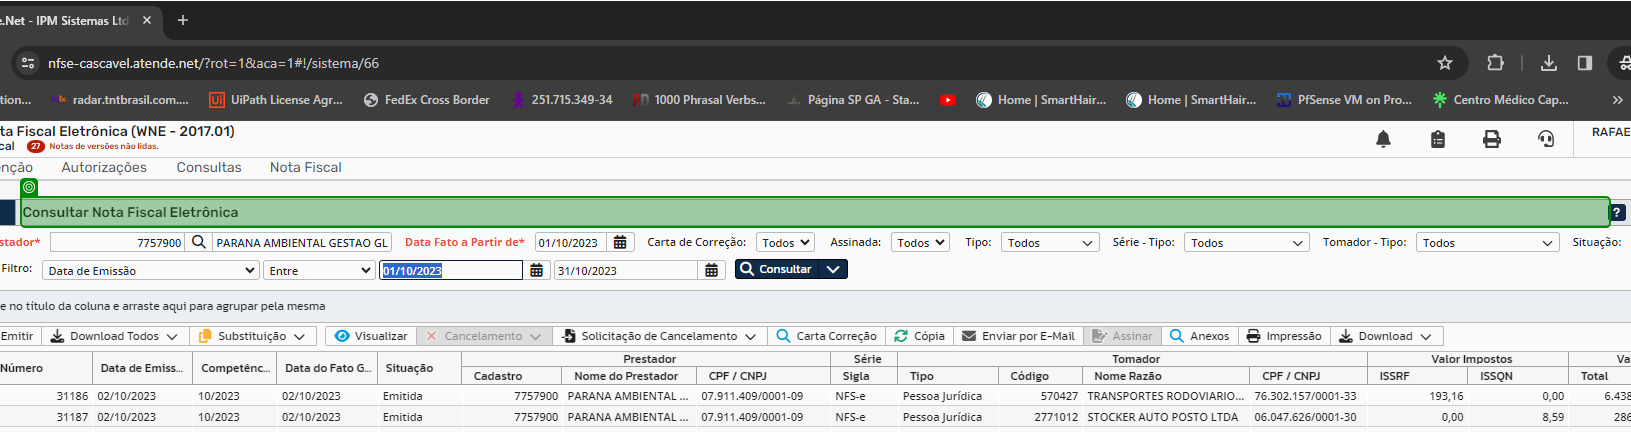 e.Net - IPM Sistemas Ltd
nfse-cascavel.atende.net/?rot=1&aca=1#!/sistema/66
tion... radar.tntbrasil.com.... UiPath License Agr... FedEx Cross Border 251.715.349-34 1000 Phrasal Verbs... Página SP GA - Sta... Home | SmartHair... Home | SmartHair... PfSense VM on Pro... Centro Médico Cap... »
ta Fiscal Eletrônica (WNE - 2017.01)
cal 27 Notas de versões não lidas.
RAFAE
nção Autorizações Consultas Nota Fiscal
Consultar Nota Fiscal Eletrônica ?
stador* 7757900 PARANA AMBIENTAL GESTAO GL Data Fato a Partir de* 01/10/2023 Carta de Correção: Todos Assinada: Todos Tipo: Todos Série - Tipo: Todos Tomador - Tipo: Todos Situação:
Filtro: Data de Emissão Entre 01/10/2023 31/10/2023 Consultar
e no título da coluna e arraste aqui para agrupar pela mesma
Emitir Download Todos Substituição Visualizar Cancelamento Solicitação de Cancelamento Carta Correção Cópia Enviar por E-Mail Assinar Anexos Impressão Download
Prestador Série Tomador Valor Impostos Va
Número Data de Emiss... Competênc... Data do Fato G... Situação Cadastro Nome do Prestador CPF / CNPJ Sigla Tipo Código Nome Razão CPF / CNPJ ISSRF ISSQN Total
31186 02/10/2023 10/2023 02/10/2023 Emitida 7757900 PARANA AMBIENTAL ... 07.911.409/0001-09 NFS-e Pessoa Jurídica 570427 TRANSPORTES RODOVIARIO... 76.302.157/0001-33 193,16 0,00 6.438
31187 02/10/2023 10/2023 02/10/2023 Emitida 7757900 PARANA AMBIENTAL ... 07.911.409/0001-09 NFS-e Pessoa Jurídica 2771012 STOCKER AUTO POSTO LTDA 06.047.626/0001-30 0,00 8,59 286